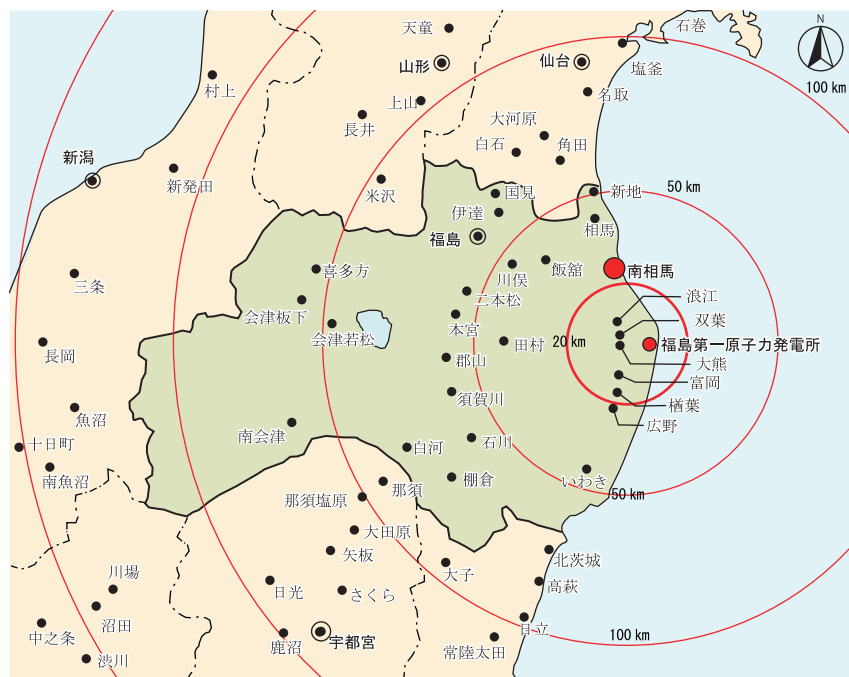 石巻
N
天童
山形
仙台
塩釜
100 km
村上
上山
名取
長井
大河原
白石
角田
新潟
新発田
米沢
国見
新地
50 km
伊達
相馬
福島
川俣
飯舘
南相馬
喜多方
三条
二本松
浪江
会津板下
本宮
双葉
会津若松
田村
20 km
福島第一原子力発電所
長岡
郡山
大熊
富岡
須賀川
楢葉
魚沼
広野
南会津
石川
十日町
白河
南魚沼
棚倉
いわき
那須
50 km
那須塩原
大田原
矢板
北茨城
川場
大子
日光
さくら
高萩
沼田
日立
中之条
宇都宮
100 km
鹿沼
常陸太田
渋川